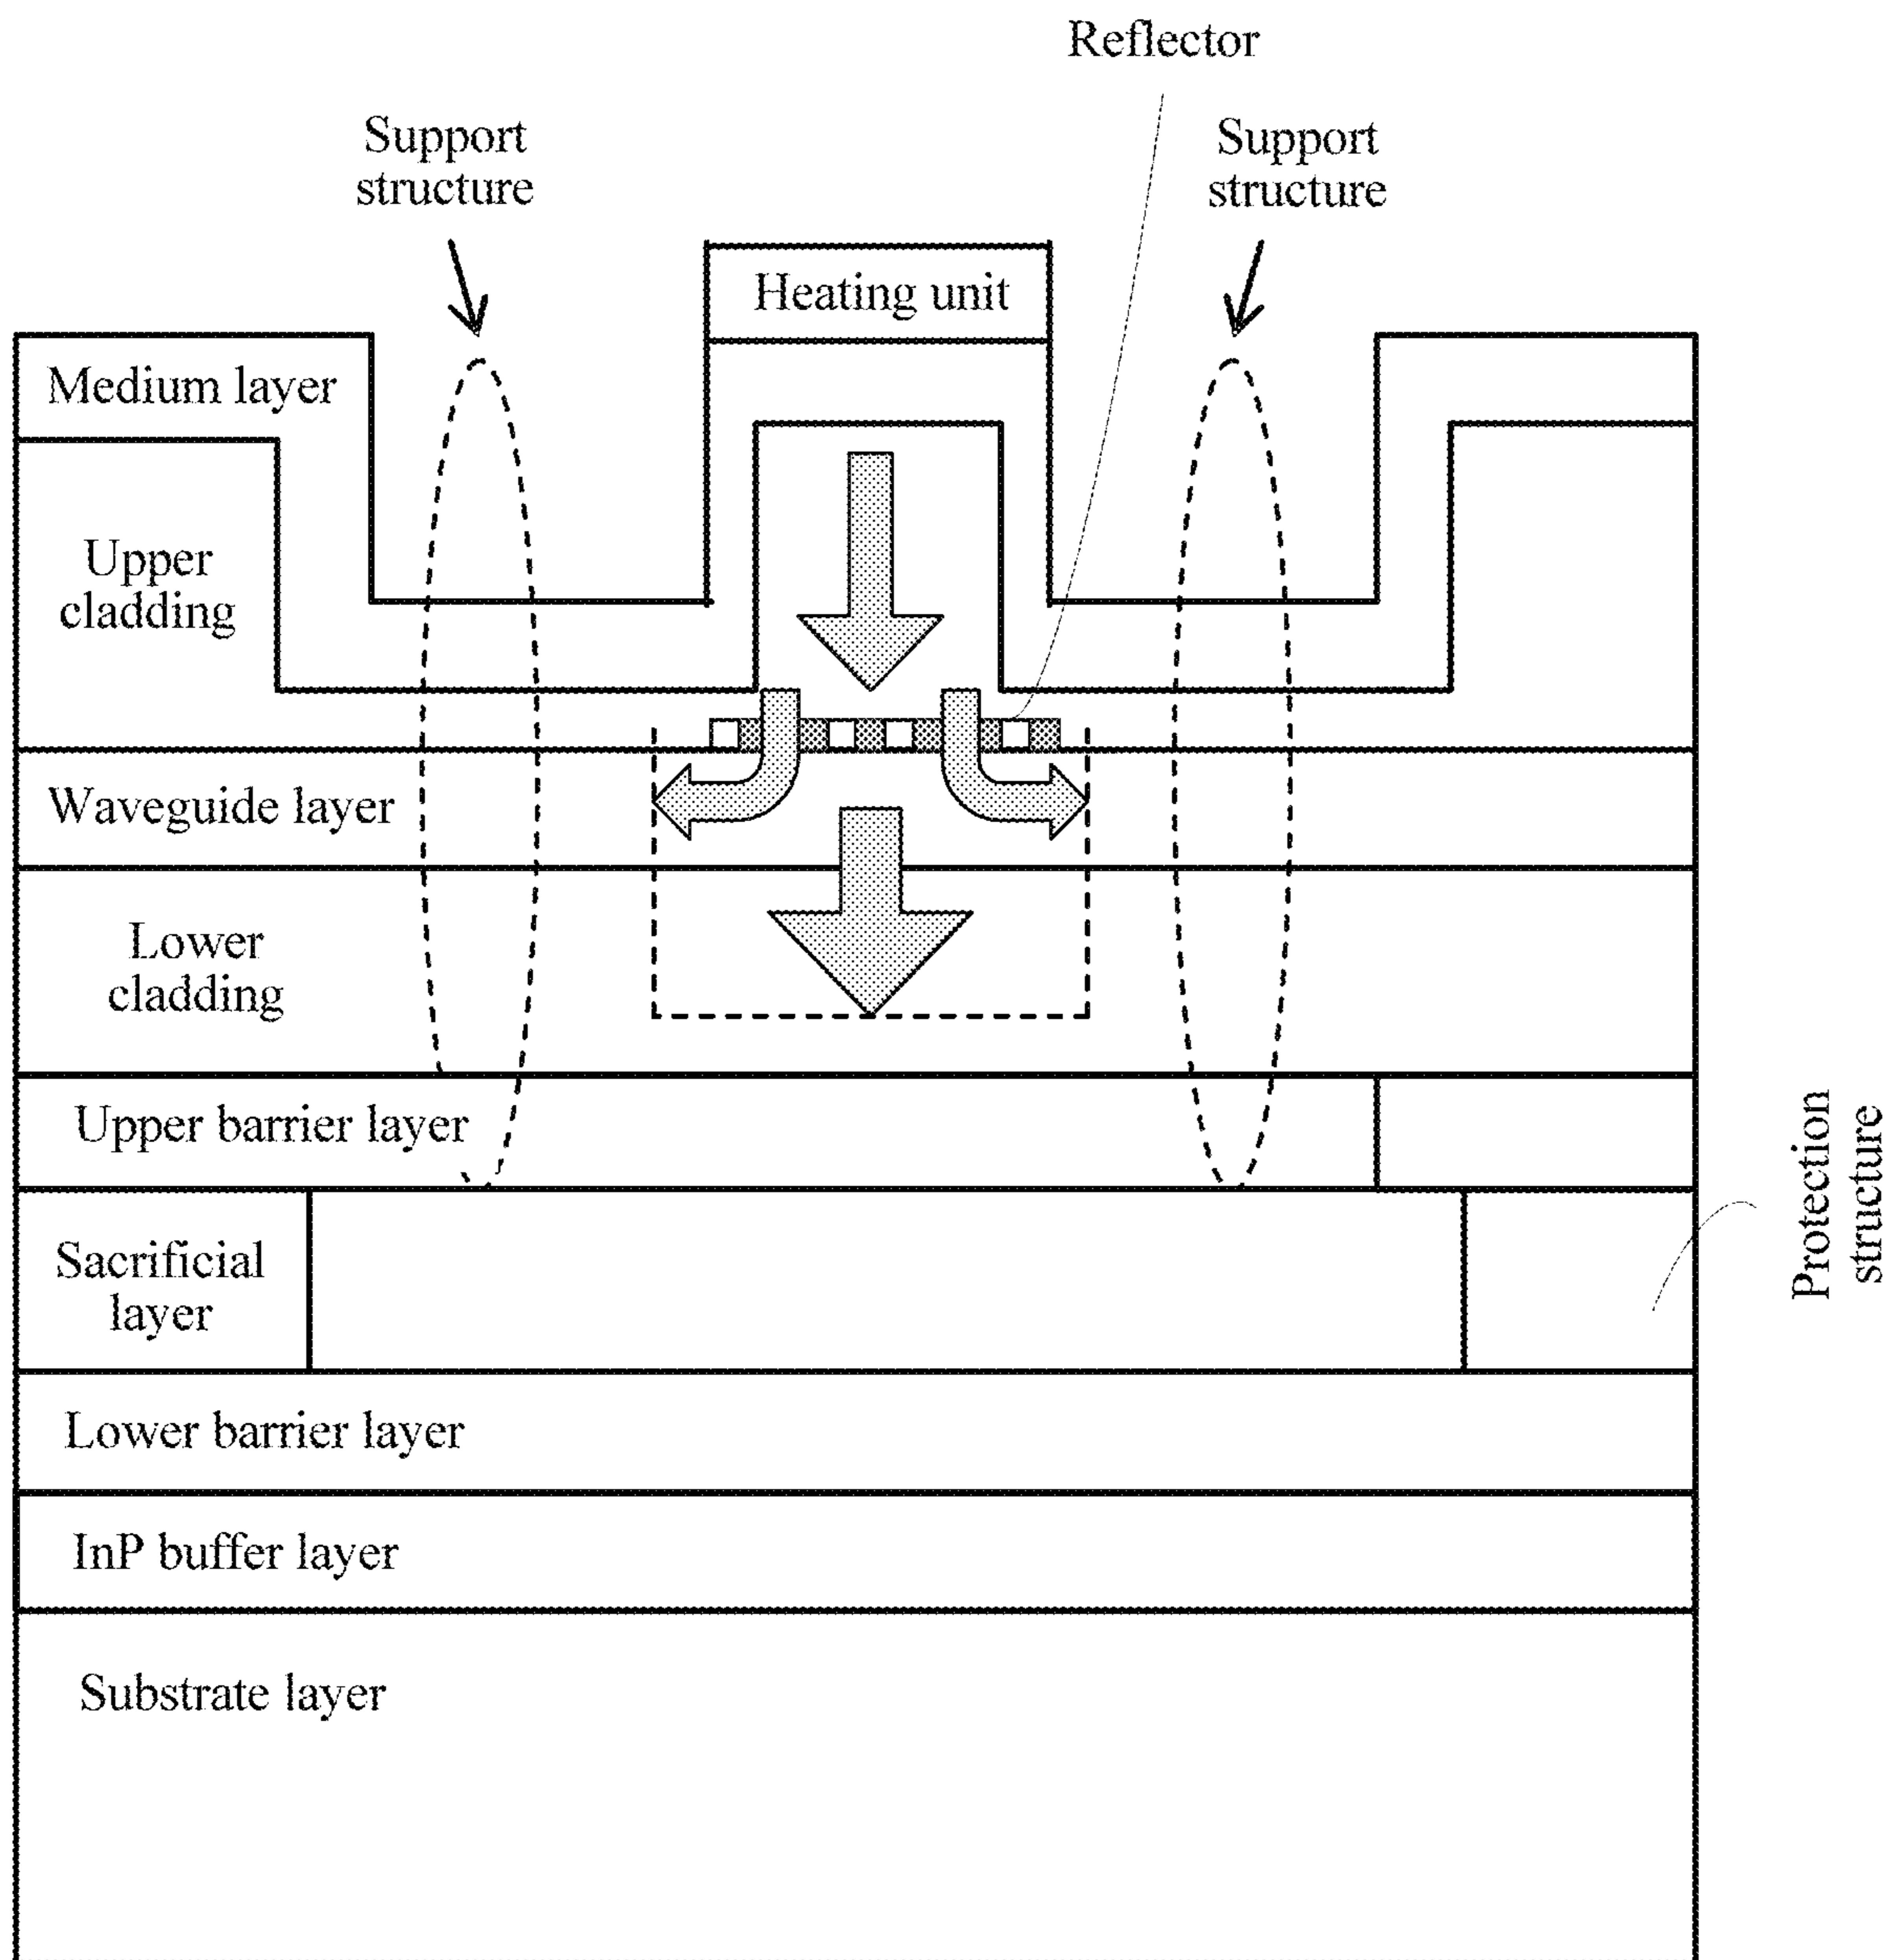 Reflector
Support
structure
Support
structure
Heating unit
Medium layer
Upper
cladding
Waveguide layer
Lower
cladding
Upper barrier layer
Sacrificial
layer
Protection
structure
Lower barrier layer
InP buffer layer
Substrate layer